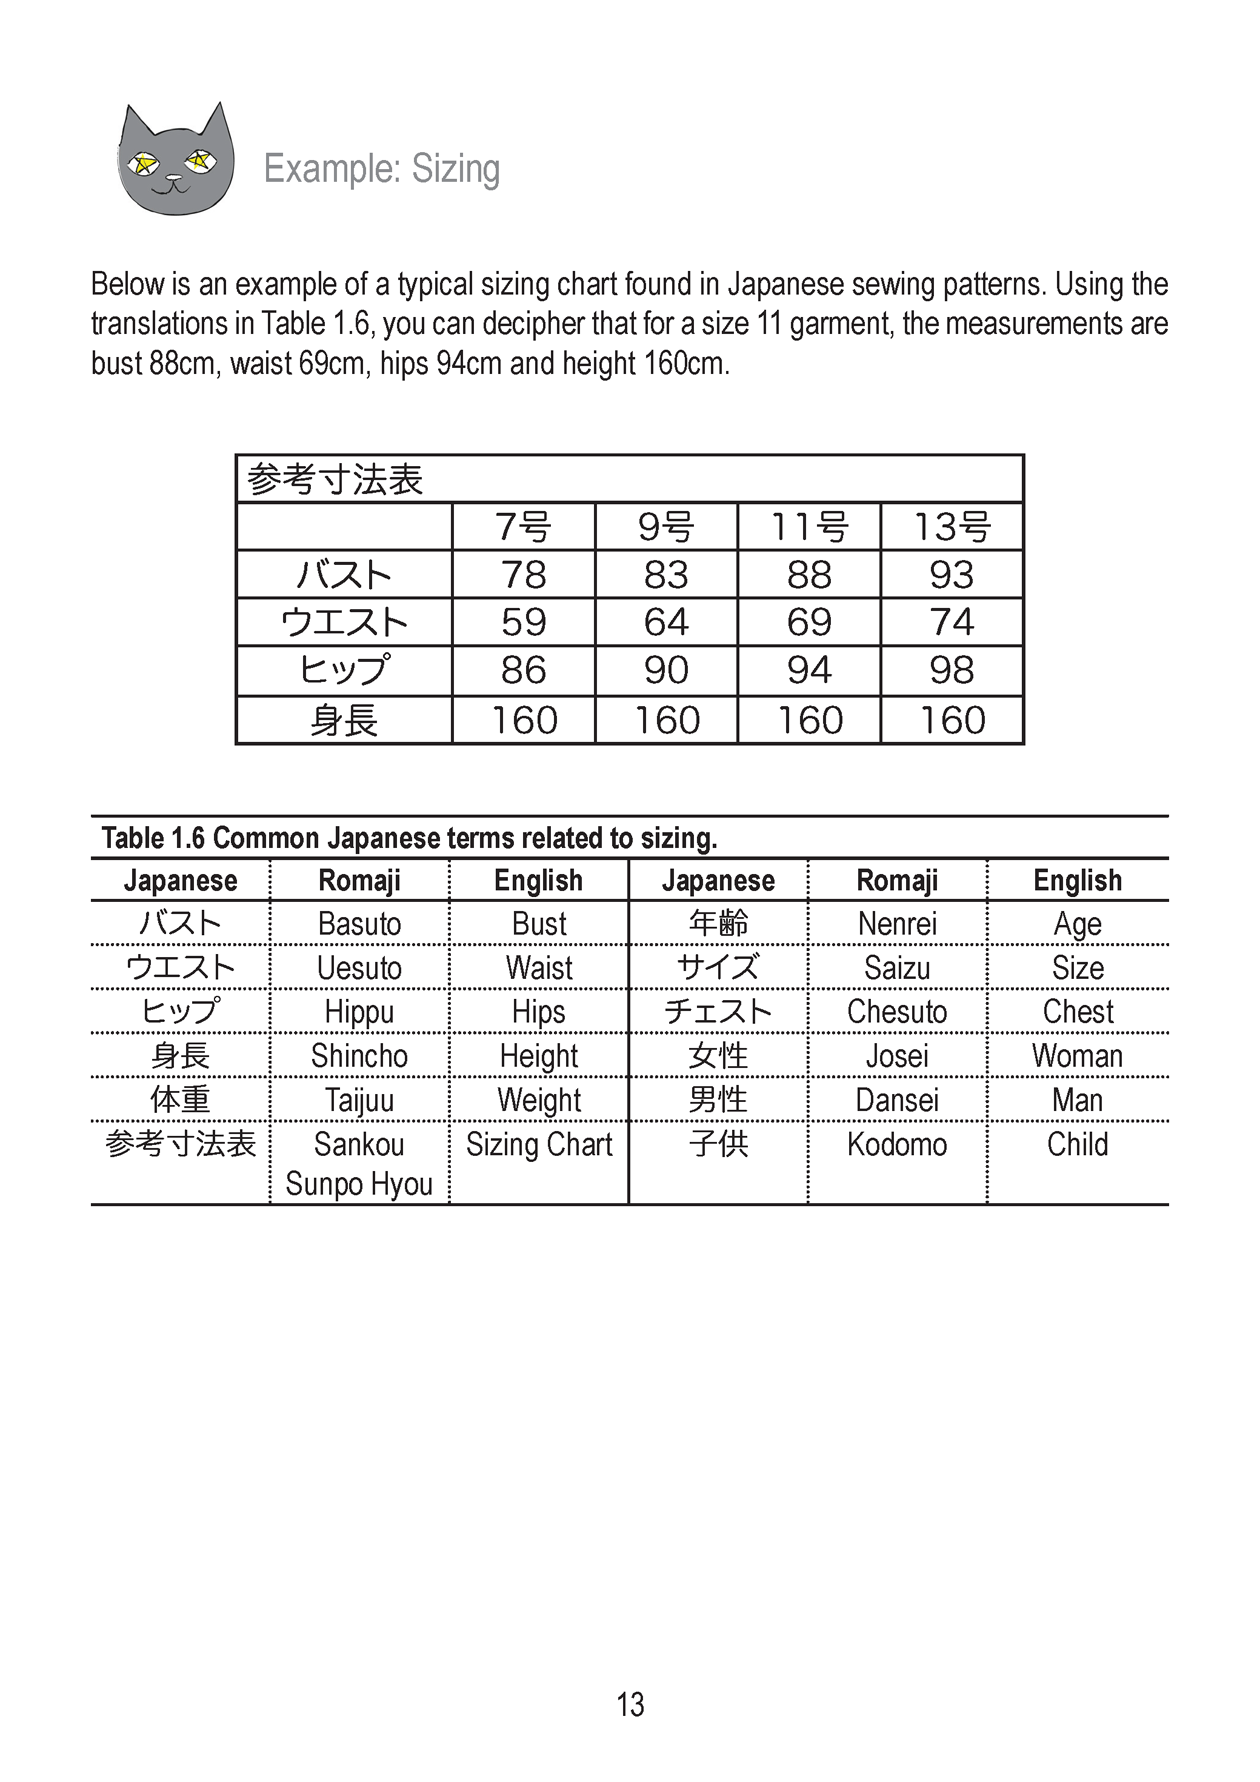 Example: Sizing
Below is an example of a typical sizing chart found in Japanese sewing patterns. Using the
translations in Table 1.6, you can decipher that for a size 11 garment, the measurements are
bust 88cm, waist 69cm, hips 94cm and height 160cm.
参考寸法表
7号 9号 11号 13号
バスト 78 83 88 93
ウエスト 59 64 69 74
ヒップ 86 90 94 98
身長 160 160 160 160
Table 1.6 Common Japanese terms related to sizing.
Japanese Romaji English Japanese Romaji English
バスト Basuto Bust 年齢 Nenrei Age
ウエスト Uesuto Waist サイズ Saizu Size
ヒップ Hippu Hips チェスト Chesuto Chest
身長 Shincho Height 女性 Josei Woman
体重 Taijuu Weight 男性 Dansei Man
参考寸法表 Sankou Sizing Chart 子供 Kodomo Child
Sunpo Hyou
13